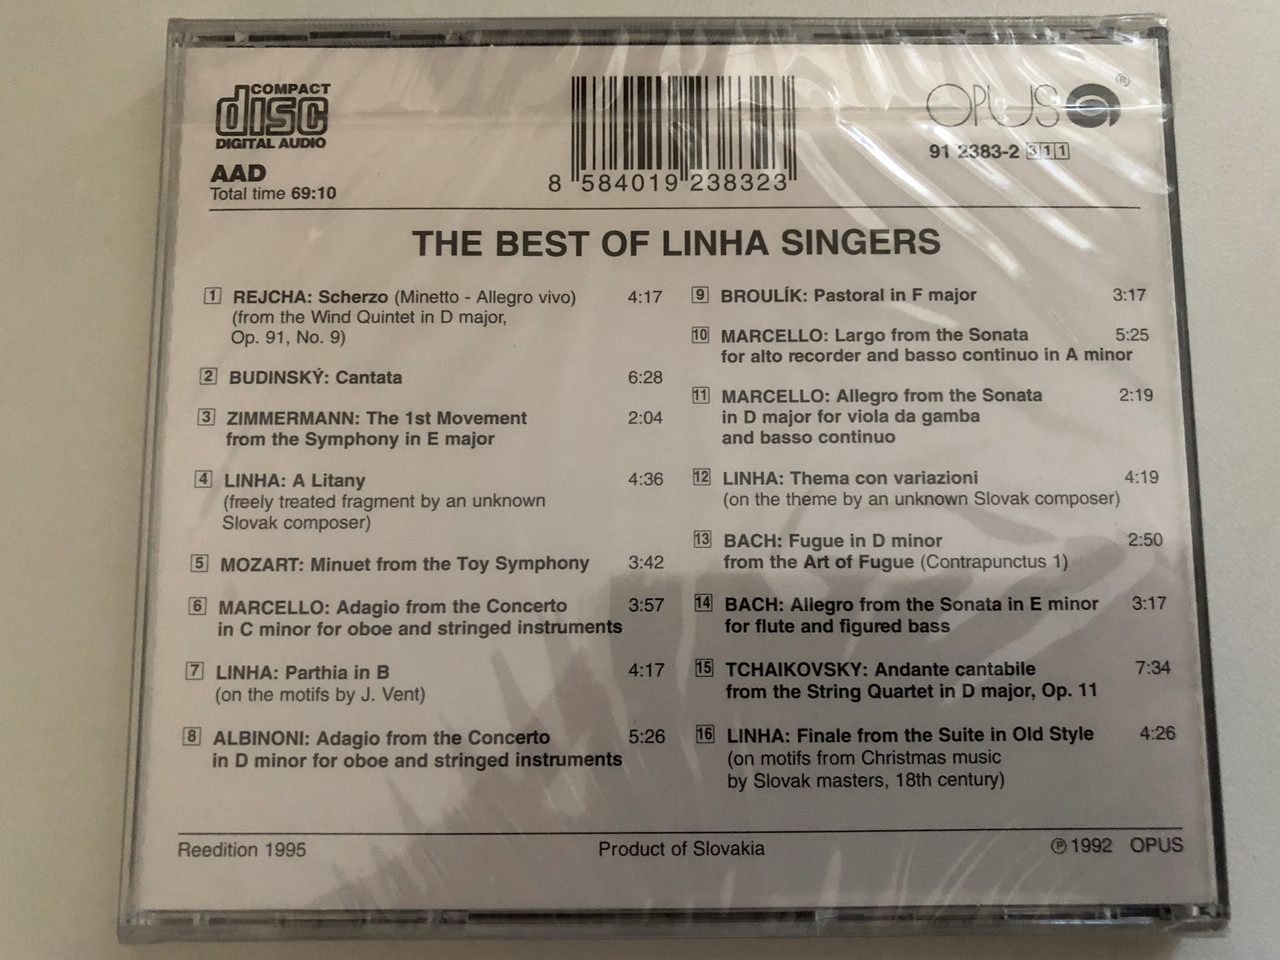 COMPACT
disc
DIGITAL AUDIO
AAD
Total time 69:10
8 584019 238323
OPUS ®
91 2383-2 311
THE BEST OF LINHA SINGERS
1 REJCHA: Scherzo (Minetto - Allegro vivo) 4:17
(from the Wind Quintet in D major,
Op. 91, No. 9)
2 BUDINSKÝ: Cantata 6:28
3 ZIMMERMANN: The 1st Movement 2:04
from the Symphony in E major
4 LINHA: A Litany 4:36
(freely treated fragment by an unknown
Slovak composer)
5 MOZART: Minuet from the Toy Symphony 3:42
6 MARCELLO: Adagio from the Concerto 3:57
in C minor for oboe and stringed instruments
7 LINHA: Parthia in B 4:17
(on the motifs by J. Vent)
8 ALBINONI: Adagio from the Concerto 5:26
in D minor for oboe and stringed instruments
9 BROULÍK: Pastoral in F major 3:17
10 MARCELLO: Largo from the Sonata 5:25
for alto recorder and basso continuo in A minor
11 MARCELLO: Allegro from the Sonata 2:19
in D major for viola da gamba
and basso continuo
12 LINHA: Thema con variazioni 4:19
(on the theme by an unknown Slovak composer)
13 BACH: Fugue in D minor 2:50
from the Art of Fugue (Contrapunctus 1)
14 BACH: Allegro from the Sonata in E minor 3:17
for flute and figured bass
15 TCHAIKOVSKY: Andante cantabile 7:34
from the String Quartet in D major, Op. 11
16 LINHA: Finale from the Suite in Old Style 4:26
(on motifs from Christmas music
by Slovak masters, 18th century)
Reedition 1995
Product of Slovakia
℗ 1992 OPUS